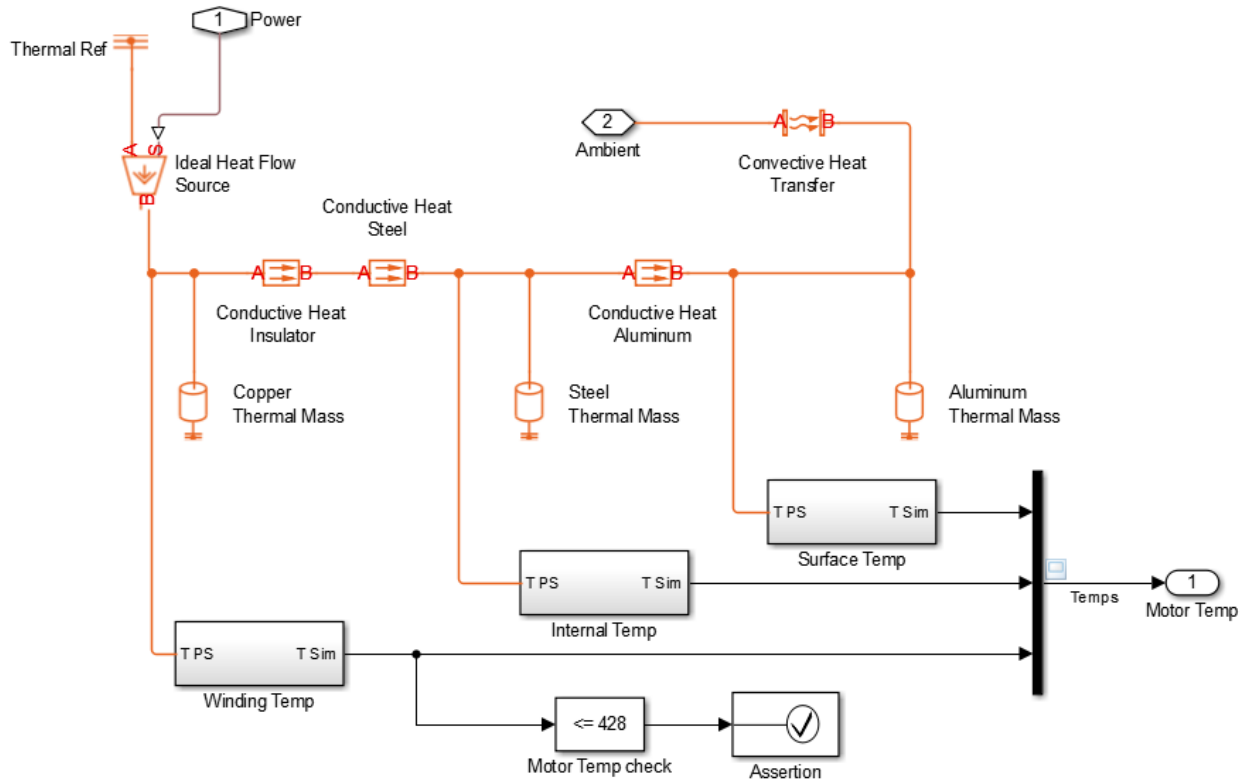 1
Power
Thermal Ref
A
S
B
Ideal Heat Flow
Source
2
Ambient
A
B
Convective Heat
Transfer
Conductive Heat
Steel
A
B
A
B
A
B
Conductive Heat
Insulator
Conductive Heat
Aluminum
Copper
Thermal Mass
Steel
Thermal Mass
Aluminum
Thermal Mass
T PS
T Sim
Surface Temp
T PS
T Sim
Internal Temp
T PS
T Sim
Winding Temp
Temps
1
Motor Temp
<= 428
Motor Temp check
Assertion